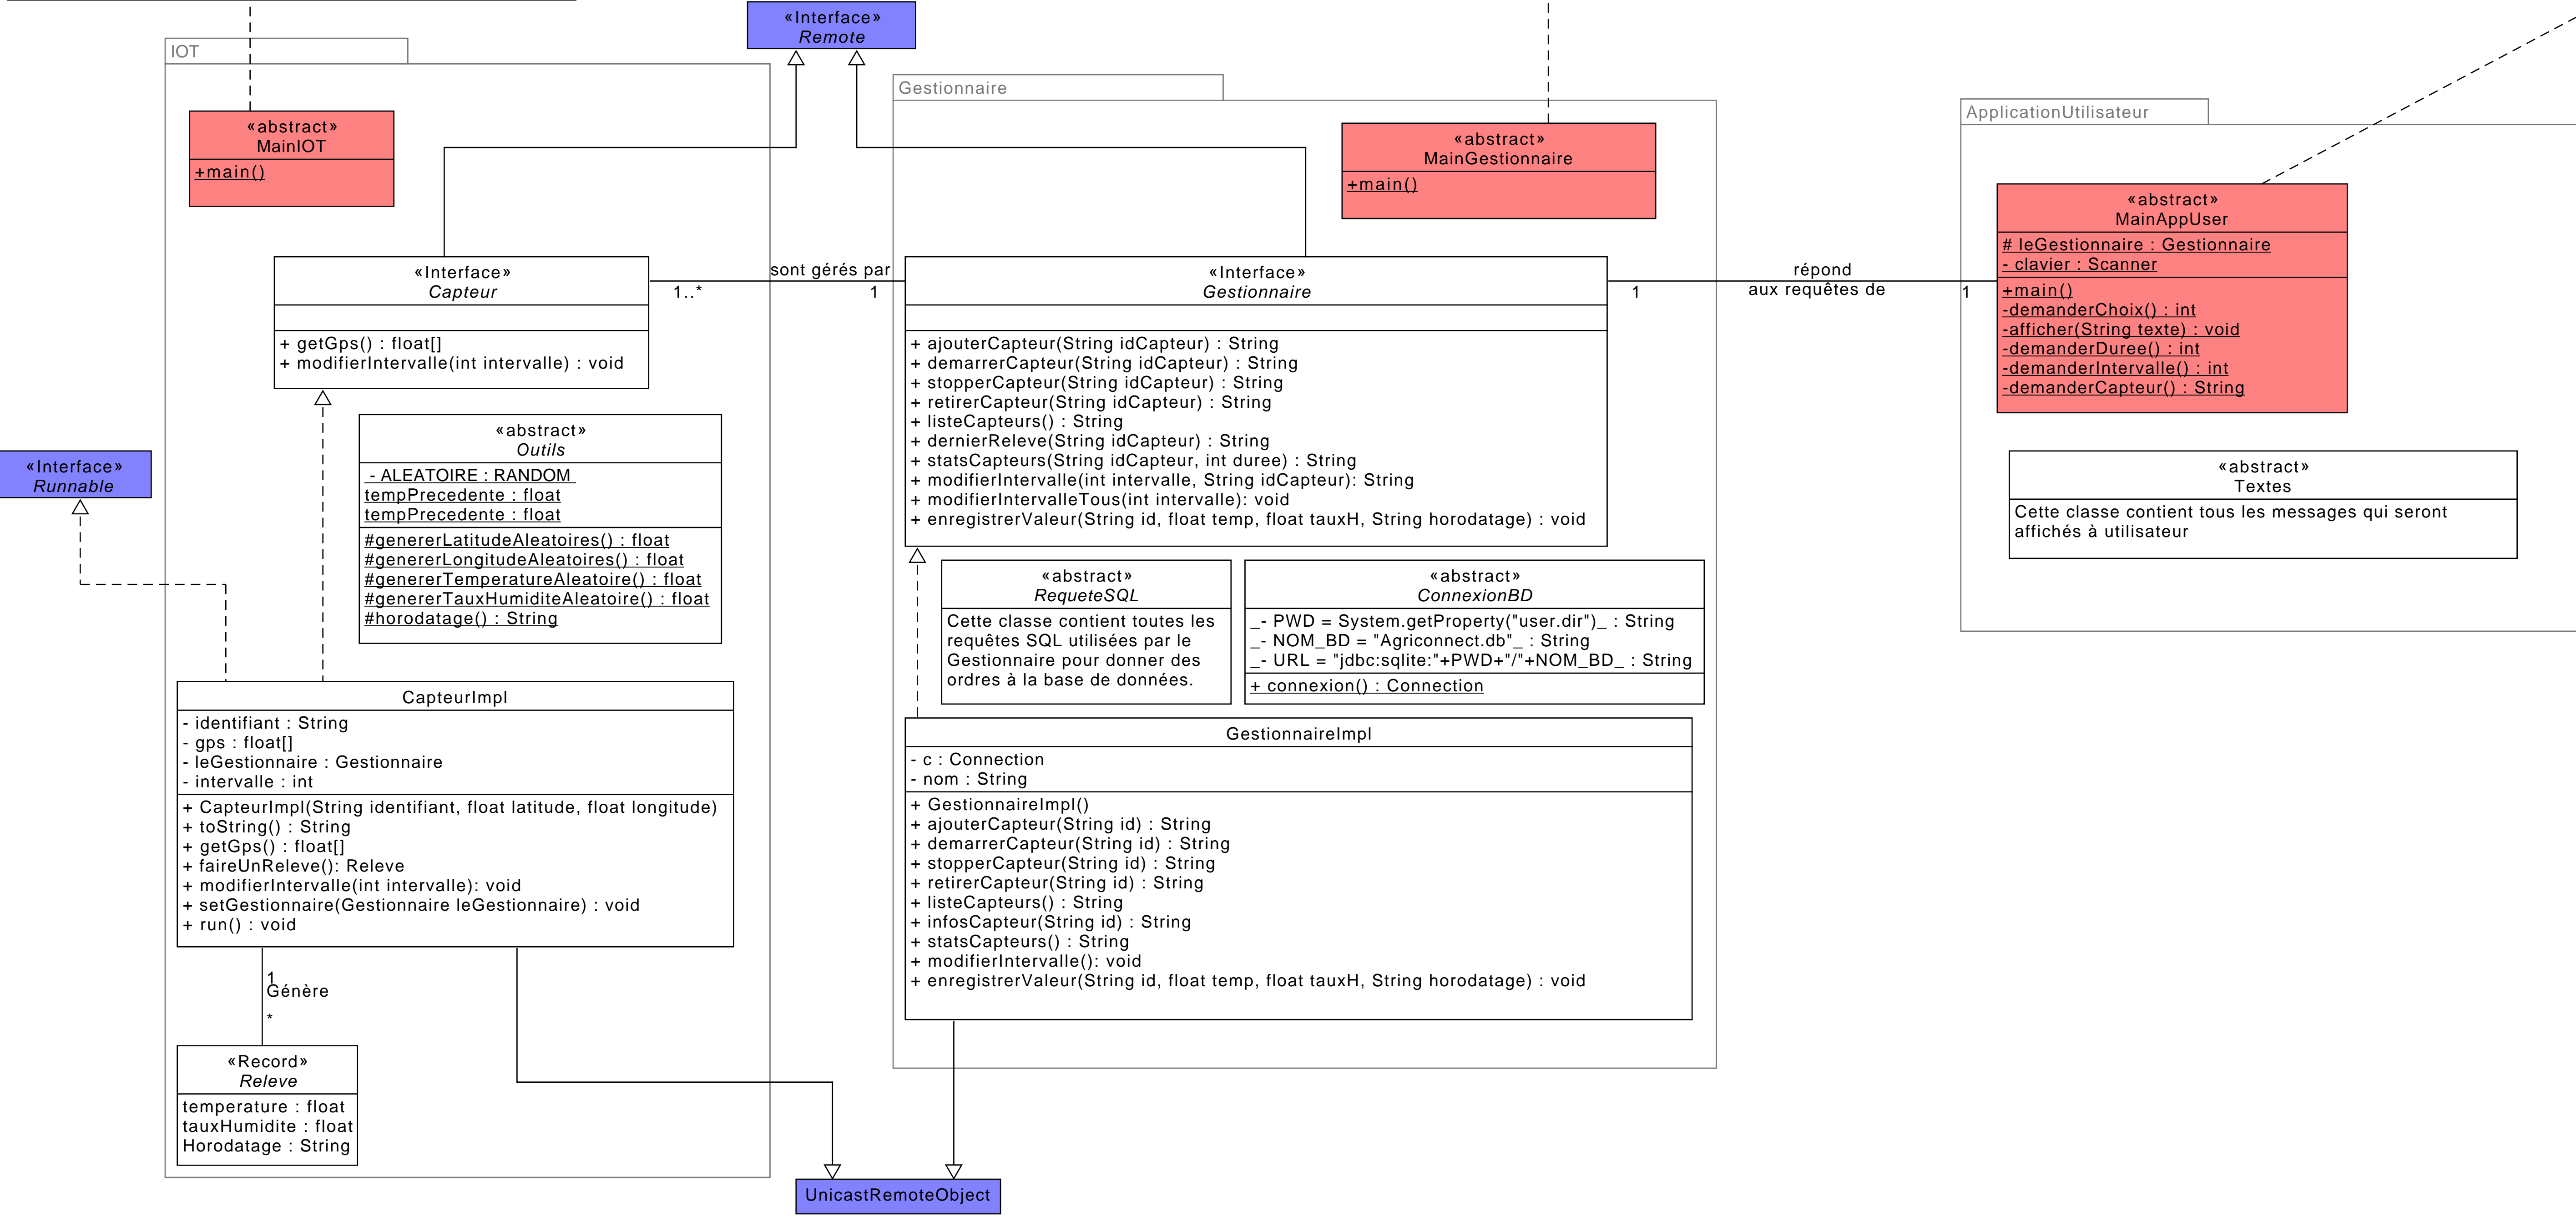 «Interface»
Remote
IOT
«abstract»
MainIOT
+main()
«Interface»
Capteur
+ getGps() : float[]
+ modifierIntervalle(int intervalle) : void
sont gérés par
1..*
1
«Interface»
Runnable
«abstract»
Outils
- ALEATOIRE : RANDOM
tempPrecedente : float
tempPrecedente : float
#genererLatitudeAleatoires() : float
#genererLongitudeAleatoires() : float
#genererTemperatureAleatoire() : float
#genererTauxHumiditeAleatoire() : float
#horodatage() : String
CapteurImpl
- identifiant : String
- gps : float[]
- leGestionnaire : Gestionnaire
- intervalle : int
+ CapteurImpl(String identifiant, float latitude, float longitude)
+ toString() : String
+ getGps() : float[]
+ faireUnReleve(): Releve
+ modifierIntervalle(int intervalle): void
+ setGestionnaire(Gestionnaire leGestionnaire) : void
+ run() : void
1
Génère
*
«Record»
Releve
temperature : float
tauxHumidite : float
Horodatage : String
Gestionnaire
«abstract»
MainGestionnaire
+main()
«Interface»
Gestionnaire
+ ajouterCapteur(String idCapteur) : String
+ demarrerCapteur(String idCapteur) : String
+ stopperCapteur(String idCapteur) : String
+ retirerCapteur(String idCapteur) : String
+ listeCapteurs() : String
+ dernierReleve(String idCapteur) : String
+ statsCapteurs(String idCapteur, int duree) : String
+ modifierIntervalle(int intervalle, String idCapteur): String
+ modifierIntervalleTous(int intervalle): void
+ enregistrerValeur(String id, float temp, float tauxH, String horodatage) : void
«abstract»
RequeteSQL
Cette classe contient toutes les
requêtes SQL utilisées par le
Gestionnaire pour donner des
ordres à la base de données.
«abstract»
ConnexionBD
_- PWD = System.getProperty("user.dir")_ : String
_- NOM_BD = "Agriconnect.db"_ : String
_- URL = "jdbc:sqlite:"+PWD+"/"+NOM_BD_ : String
+ connexion() : Connection
GestionnaireImpl
- c : Connection
- nom : String
+ GestionnaireImpl()
+ ajouterCapteur(String id) : String
+ demarrerCapteur(String id) : String
+ stopperCapteur(String id) : String
+ retirerCapteur(String id) : String
+ listeCapteurs() : String
+ infosCapteur(String id) : String
+ statsCapteurs() : String
+ modifierIntervalle(): void
+ enregistrerValeur(String id, float temp, float tauxH, String horodatage) : void
UnicastRemoteObject
1
répond
aux requêtes de
1
ApplicationUtilisateur
«abstract»
MainAppUser
# leGestionnaire : Gestionnaire
- clavier : Scanner
+main()
-demanderChoix() : int
-afficher(String texte) : void
-demanderDuree() : int
-demanderIntervalle() : int
-demanderCapteur() : String
«abstract»
Textes
Cette classe contient tous les messages qui seront
affichés à utilisateur